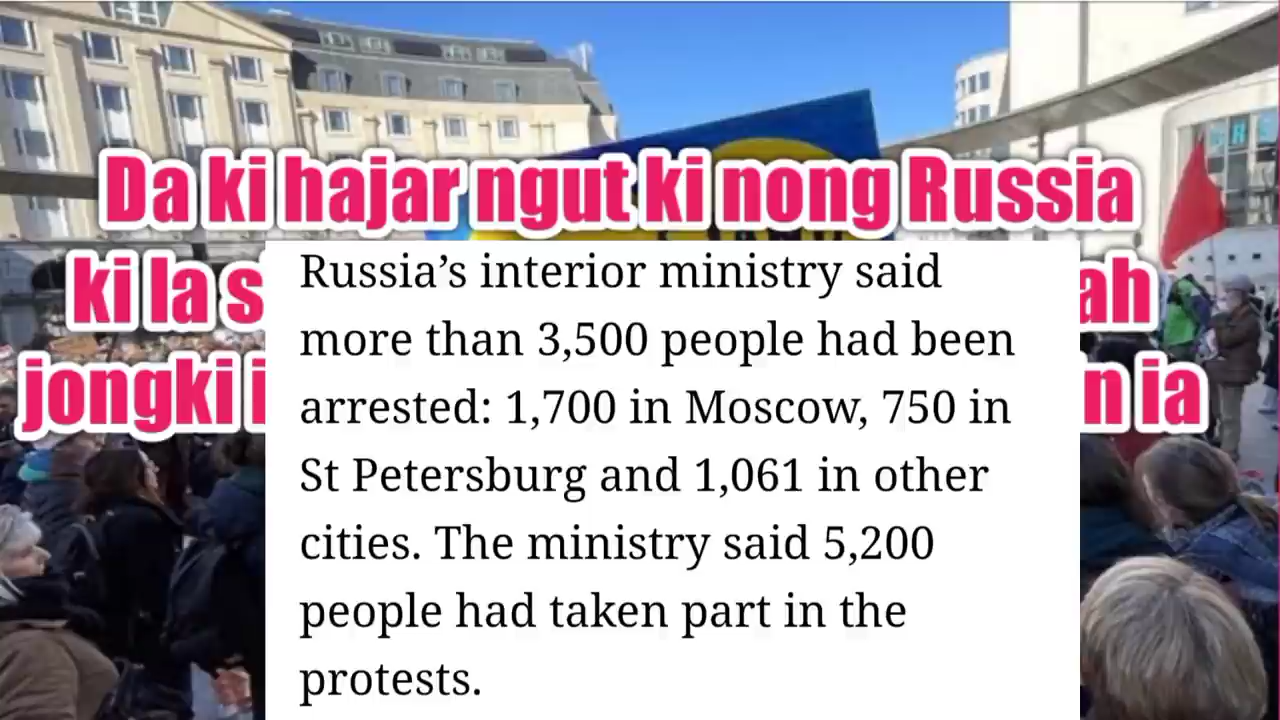 Da ki hajar ngut ki nong Russia
ki la s
ah
jongki i
n ia
Russia’s interior ministry said
more than 3,500 people had been
arrested: 1,700 in Moscow, 750 in
St Petersburg and 1,061 in other
cities. The ministry said 5,200
people had taken part in the
protests.